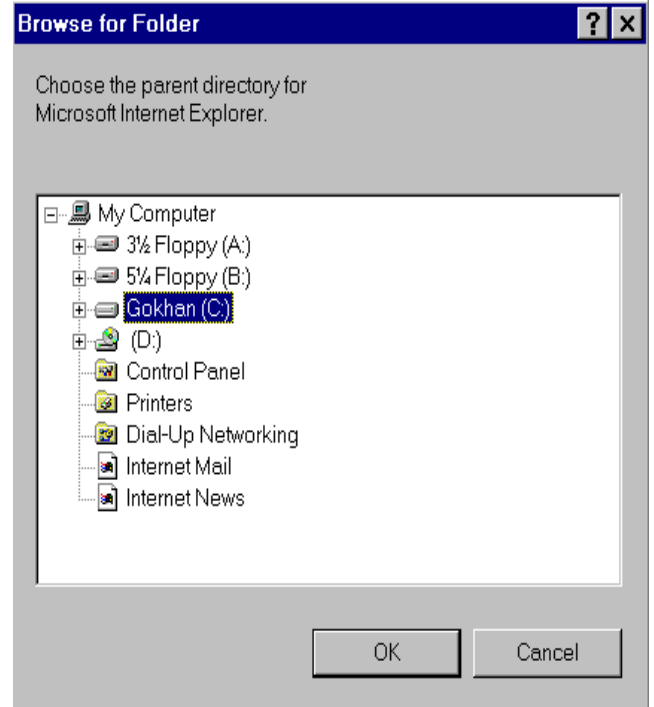 Browse for Folder
Choose the parent directory for
Microsoft Internet Explorer.
My Computer
3½ Floppy (A:)
5¼ Floppy (B:)
Gokhan (C:)
(D:)
Control Panel
Printers
Dial-Up Networking
Internet Mail
Internet News
OK Cancel